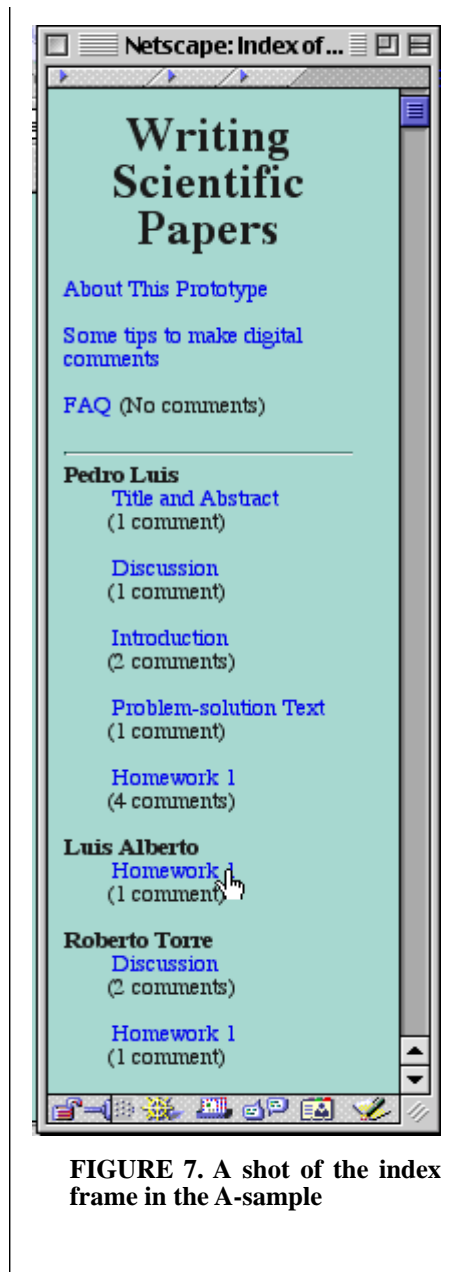 Netscape: Index of...
Writing
Scientific
Papers
About This Prototype
Some tips to make digital
comments
FAQ (No comments)
Pedro Luis
Title and Abstract
(1 comment)
Discussion
(1 comment)
Introduction
(2 comments)
Problem-solution Text
(1 comment)
Homework 1
(4 comments)
Luis Alberto
Homework 1
(1 comment)
Roberto Torre
Discussion
(2 comments)
Homework 1
(1 comment)
FIGURE 7. A shot of the index
frame in the A-sample